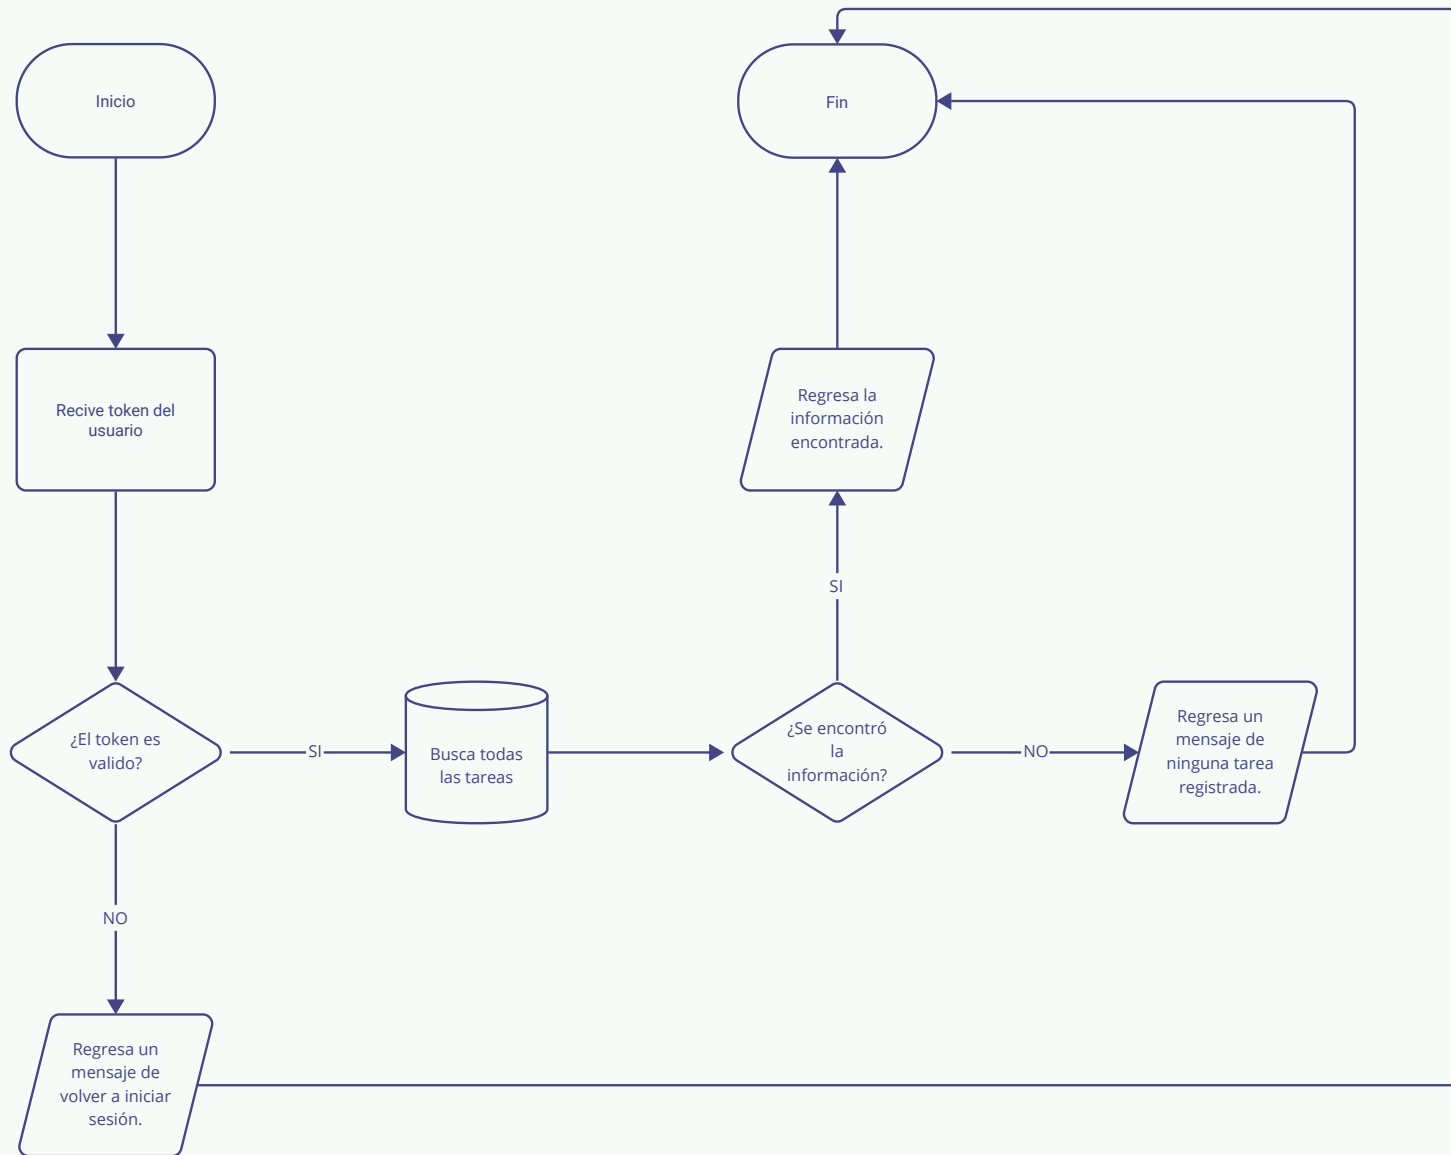 Inicio
Fin
Recive token del
usuario
Regresa la
información
encontrada.
SI
¿El token es
valido?
SI
Busca todas
las tareas
¿Se encontró
la
información?
NO
Regresa un
mensaje de
ninguna tarea
registrada.
NO
Regresa un
mensaje de
volver a iniciar
sesión.